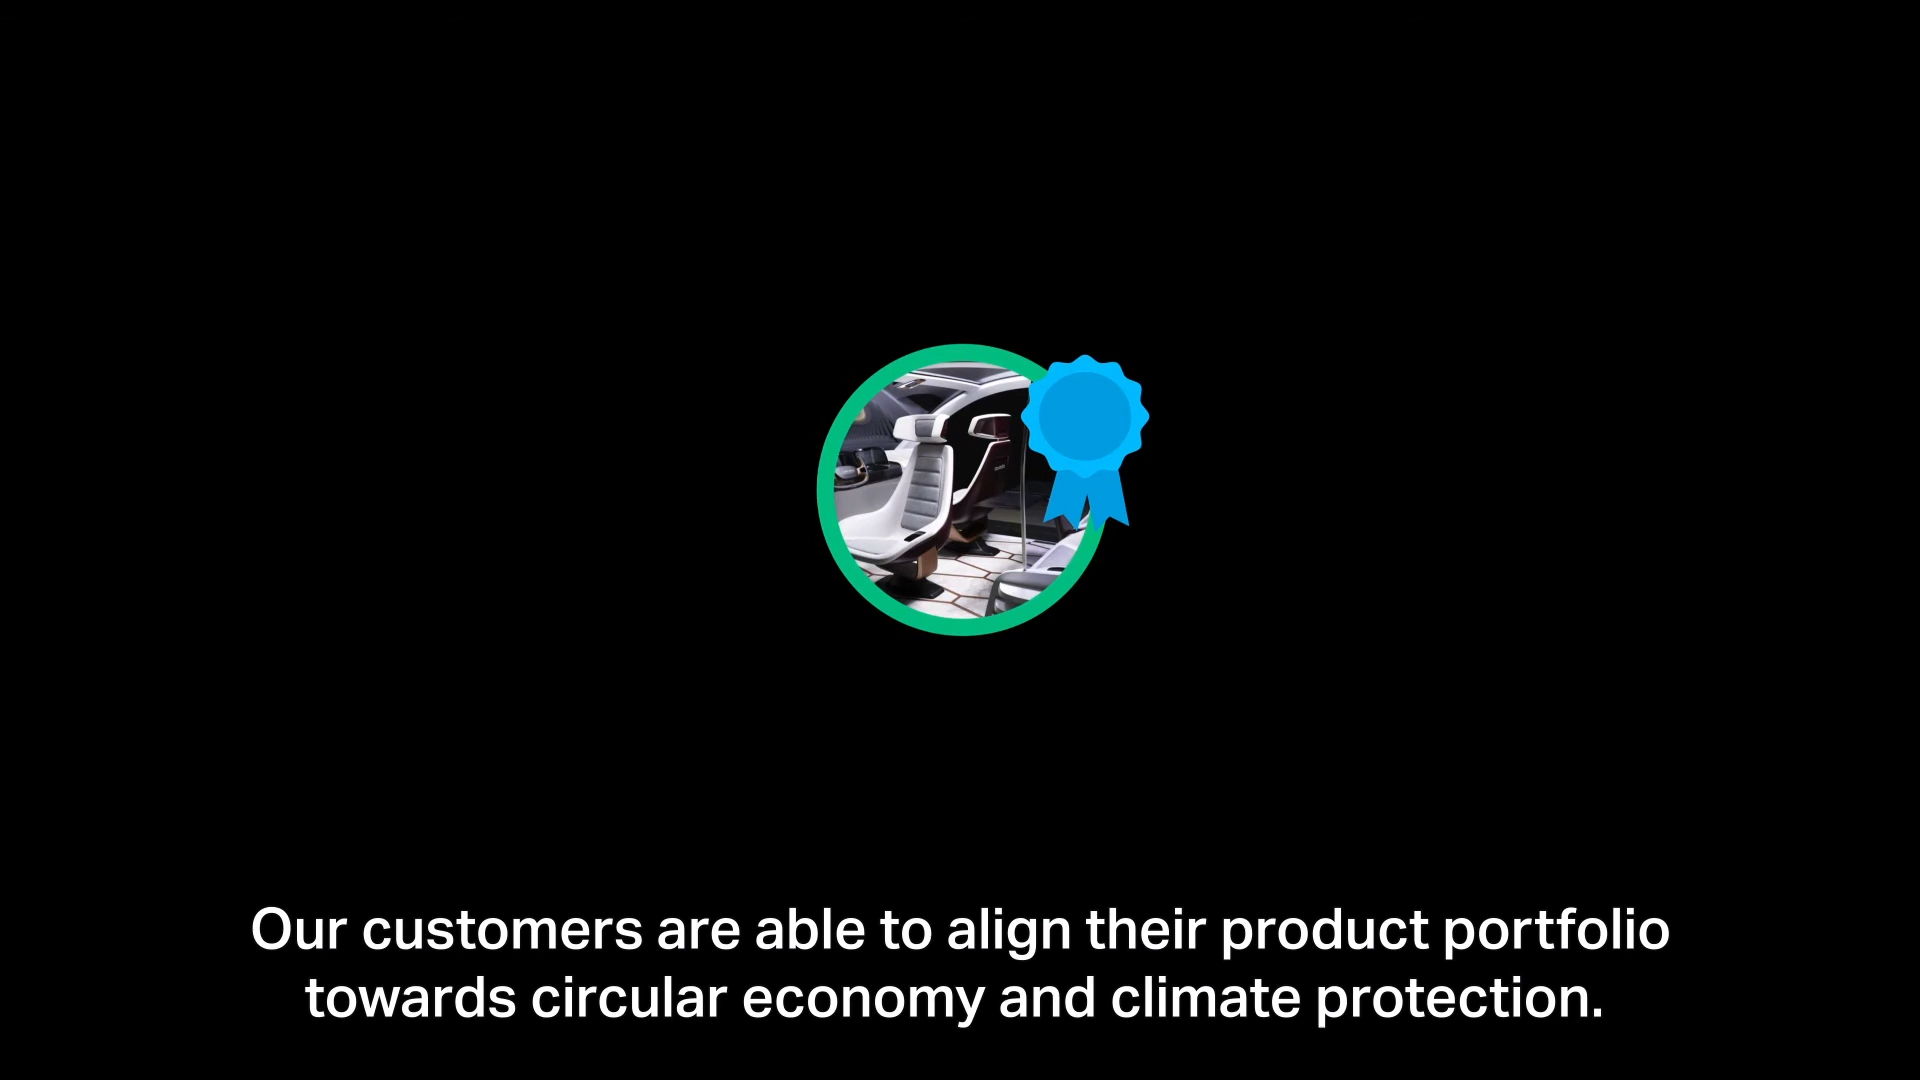 Our customers are able to align their product portfolio
towards circular economy and climate protection.